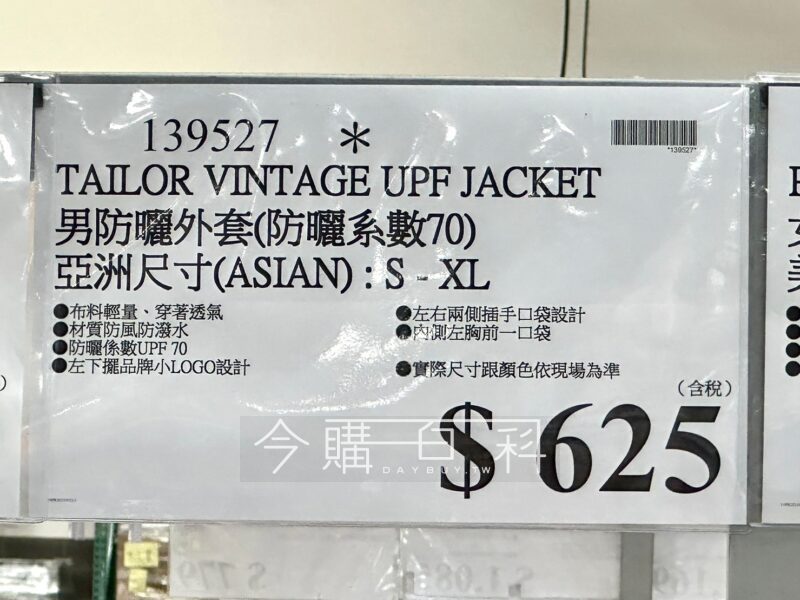 139527 *
*139527*
TAILOR VINTAGE UPF JACKET
男防曬外套(防曬系數70)
亞洲尺寸(ASIAN) : S - XL
●布料輕量、穿著透氣
●材質防風防潑水
●防曬係數UPF 70
●左下擺品牌小LOGO設計
●左右兩側插手口袋設計
●內側左胸前一口袋
●實際尺寸跟顏色依現場為準
(含稅)
$ 625
今購百科
DAYBUY.TW
$ 779
$ 1,08
169